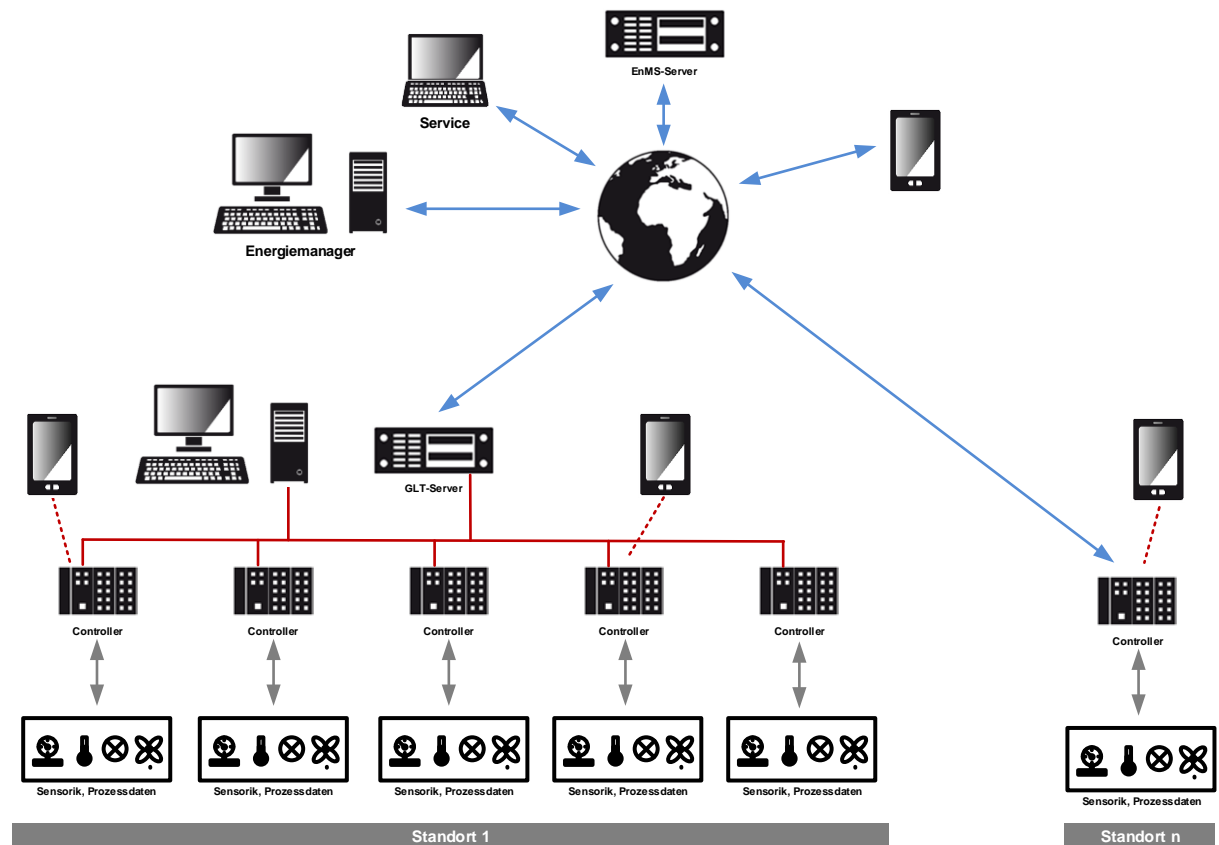 EnMS-Server
Service
Energiemanager
GLT-Server
Controller
Controller
Controller
Controller
Controller
Controller
Sensorik, Prozessdaten
Sensorik, Prozessdaten
Sensorik, Prozessdaten
Sensorik, Prozessdaten
Sensorik, Prozessdaten
Sensorik, Prozessdaten
Standort 1
Standort n